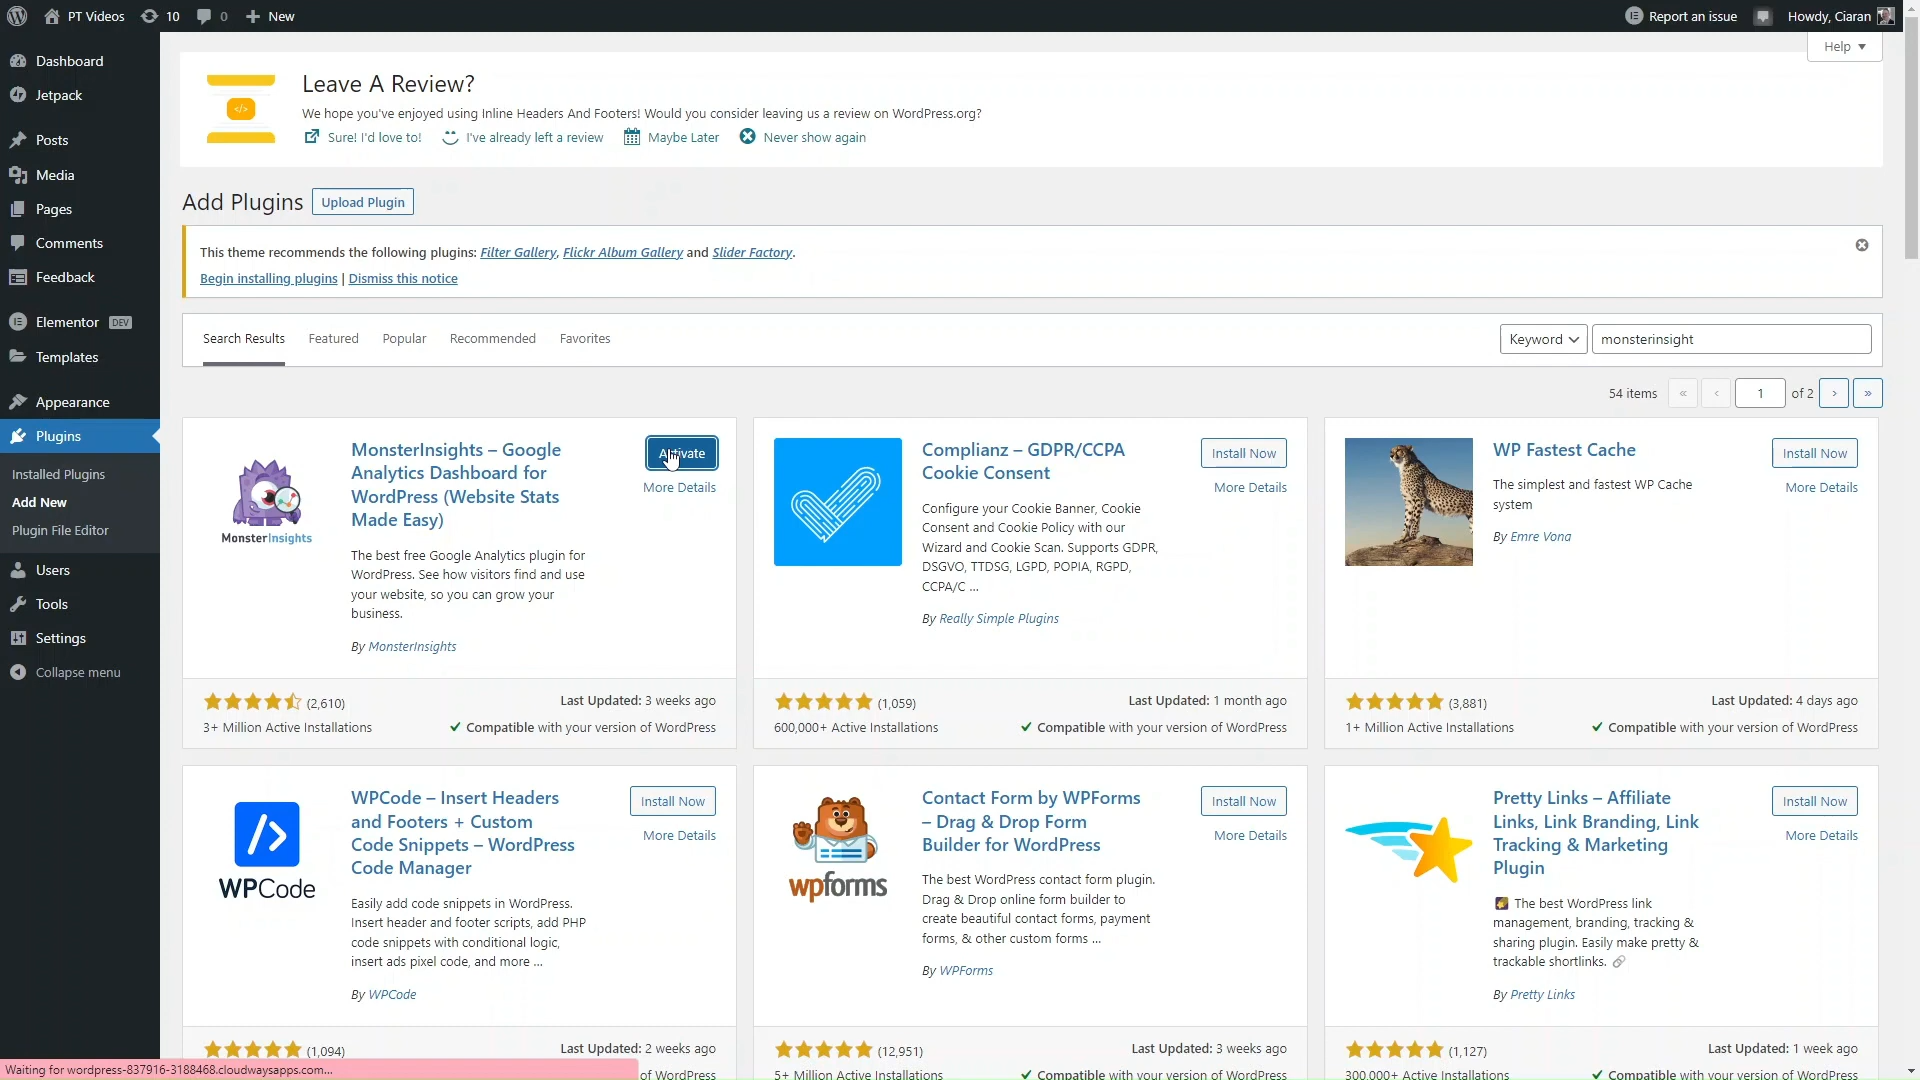 PT Videos 10 0 New Report an issue Howdy, Ciaran
Help
Dashboard
Jetpack
Posts
Media
Pages
Comments
Feedback
Elementor DEV
Templates
Appearance
Plugins
Installed Plugins
Add New
Plugin File Editor
Users
Tools
Settings
Collapse menu
Leave A Review?
We hope you've enjoyed using Inline Headers And Footers! Would you consider leaving us a review on WordPress.org?
Sure! I'd love to! I've already left a review Maybe Later Never show again
Add Plugins Upload Plugin
This theme recommends the following plugins: Filter Gallery, Flickr Album Gallery and Slider Factory.
Begin installing plugins | Dismiss this notice
Search Results Featured Popular Recommended Favorites Keyword monsterinsight
54 items « ‹ 1 of 2 › »
MonsterInsights
MonsterInsights – Google
Analytics Dashboard for
WordPress (Website Stats
Made Easy)
Activate
More Details
The best free Google Analytics plugin for
WordPress. See how visitors find and use
your website, so you can grow your
business.
By MonsterInsights
(2,610) Last Updated: 3 weeks ago
3+ Million Active Installations Compatible with your version of WordPress
Complianz – GDPR/CCPA
Cookie Consent
Install Now
More Details
Configure your Cookie Banner, Cookie
Consent and Cookie Policy with our
Wizard and Cookie Scan. Supports GDPR,
DSGVO, TTDSG, LGPD, POPIA, RGPD,
CCPA/C ...
By Really Simple Plugins
(1,059) Last Updated: 1 month ago
600,000+ Active Installations Compatible with your version of WordPress
WP Fastest Cache
Install Now
More Details
The simplest and fastest WP Cache
system
By Emre Vona
(3,881) Last Updated: 4 days ago
1+ Million Active Installations Compatible with your version of WordPress
WPCode
WPCode – Insert Headers
and Footers + Custom
Code Snippets – WordPress
Code Manager
Install Now
More Details
Easily add code snippets in WordPress.
Insert header and footer scripts, add PHP
code snippets with conditional logic,
insert ads pixel code, and more ...
By WPCode
(1,094) Last Updated: 2 weeks ago
of WordPress
wpforms
Contact Form by WPForms
– Drag & Drop Form
Builder for WordPress
Install Now
More Details
The best WordPress contact form plugin.
Drag & Drop online form builder to
create beautiful contact forms, payment
forms, & other custom forms ...
By WPForms
(12,951) Last Updated: 3 weeks ago
5+ Million Active Installations Compatible with your version of WordPress
Pretty Links – Affiliate
Links, Link Branding, Link
Tracking & Marketing
Plugin
Install Now
More Details
The best WordPress link
management, branding, tracking &
sharing plugin. Easily make pretty &
trackable shortlinks.
By Pretty Links
(1,127) Last Updated: 1 week ago
300,000+ Active Installations Compatible with your version of WordPress
Waiting for wordpress-837916-3188468.cloudwaysapps.com...